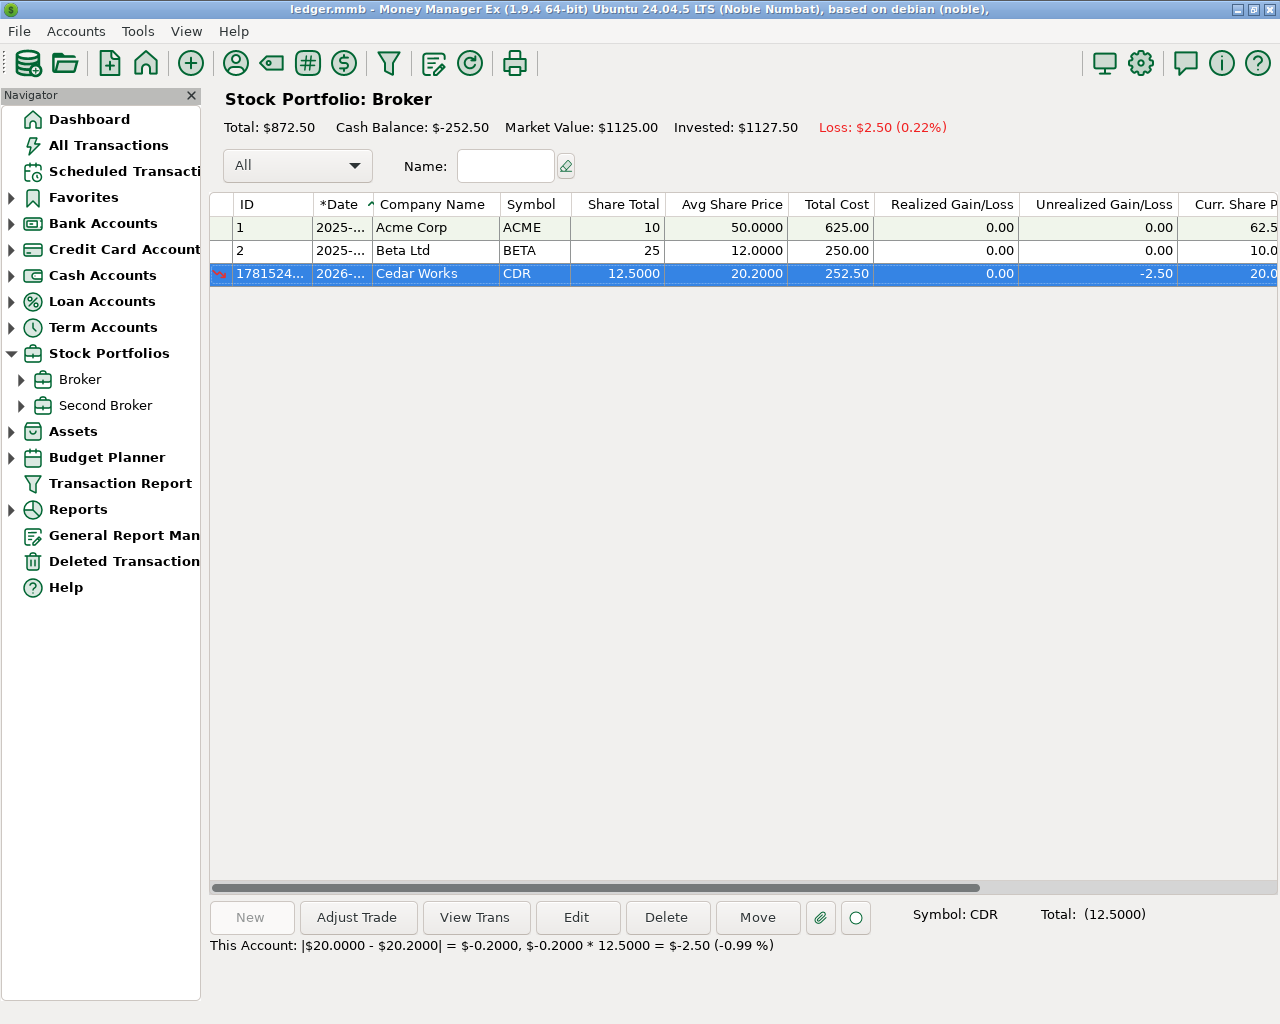 ledger.mmb - Money Manager Ex (1.9.4 64-bit) Ubuntu 24.04.5 LTS (Noble Numbat), based on debian (noble),
File Accounts Tools View Help
Navigator
Dashboard
All Transactions
Scheduled Transacti
Favorites
Bank Accounts
Credit Card Account
Cash Accounts
Loan Accounts
Term Accounts
Stock Portfolios
Broker
Second Broker
Assets
Budget Planner
Transaction Report
Reports
General Report Man
Deleted Transaction
Help
Stock Portfolio: Broker
Total: $872.50 Cash Balance: $-252.50 Market Value: $1125.00 Invested: $1127.50 Loss: $2.50 (0.22%)
All Name:
ID *Date Company Name Symbol Share Total Avg Share Price Total Cost Realized Gain/Loss Unrealized Gain/Loss Curr. Share P
1 2025-... Acme Corp ACME 10 50.0000 625.00 0.00 0.00 62.5
2 2025-... Beta Ltd BETA 25 12.0000 250.00 0.00 0.00 10.0
1781524... 2026-... Cedar Works CDR 12.5000 20.2000 252.50 0.00 -2.50 20.0
New Adjust Trade View Trans Edit Delete Move Symbol: CDR Total: (12.5000)
This Account: |$20.0000 - $20.2000| = $-0.2000, $-0.2000 * 12.5000 = $-2.50 (-0.99 %)